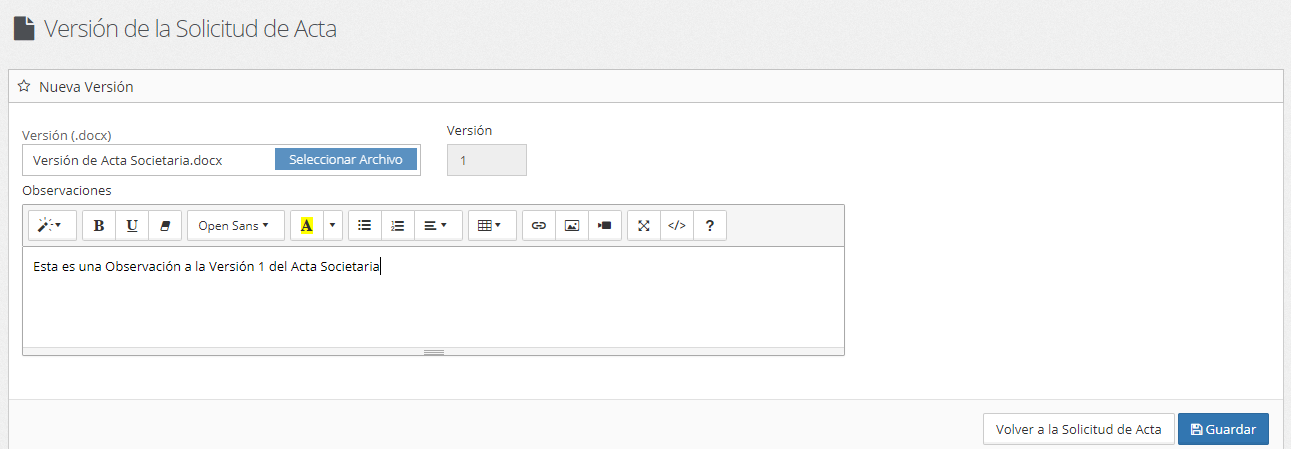 Versión de la Solicitud de Acta
Nueva Versión
Versión (.docx)
Versión
Versión de Acta Societaria.docx
Seleccionar Archivo
1
Observaciones
B
U
Open Sans
A
</>
?
Esta es una Observación a la Versión 1 del Acta Societaria
Volver a la Solicitud de Acta
Guardar